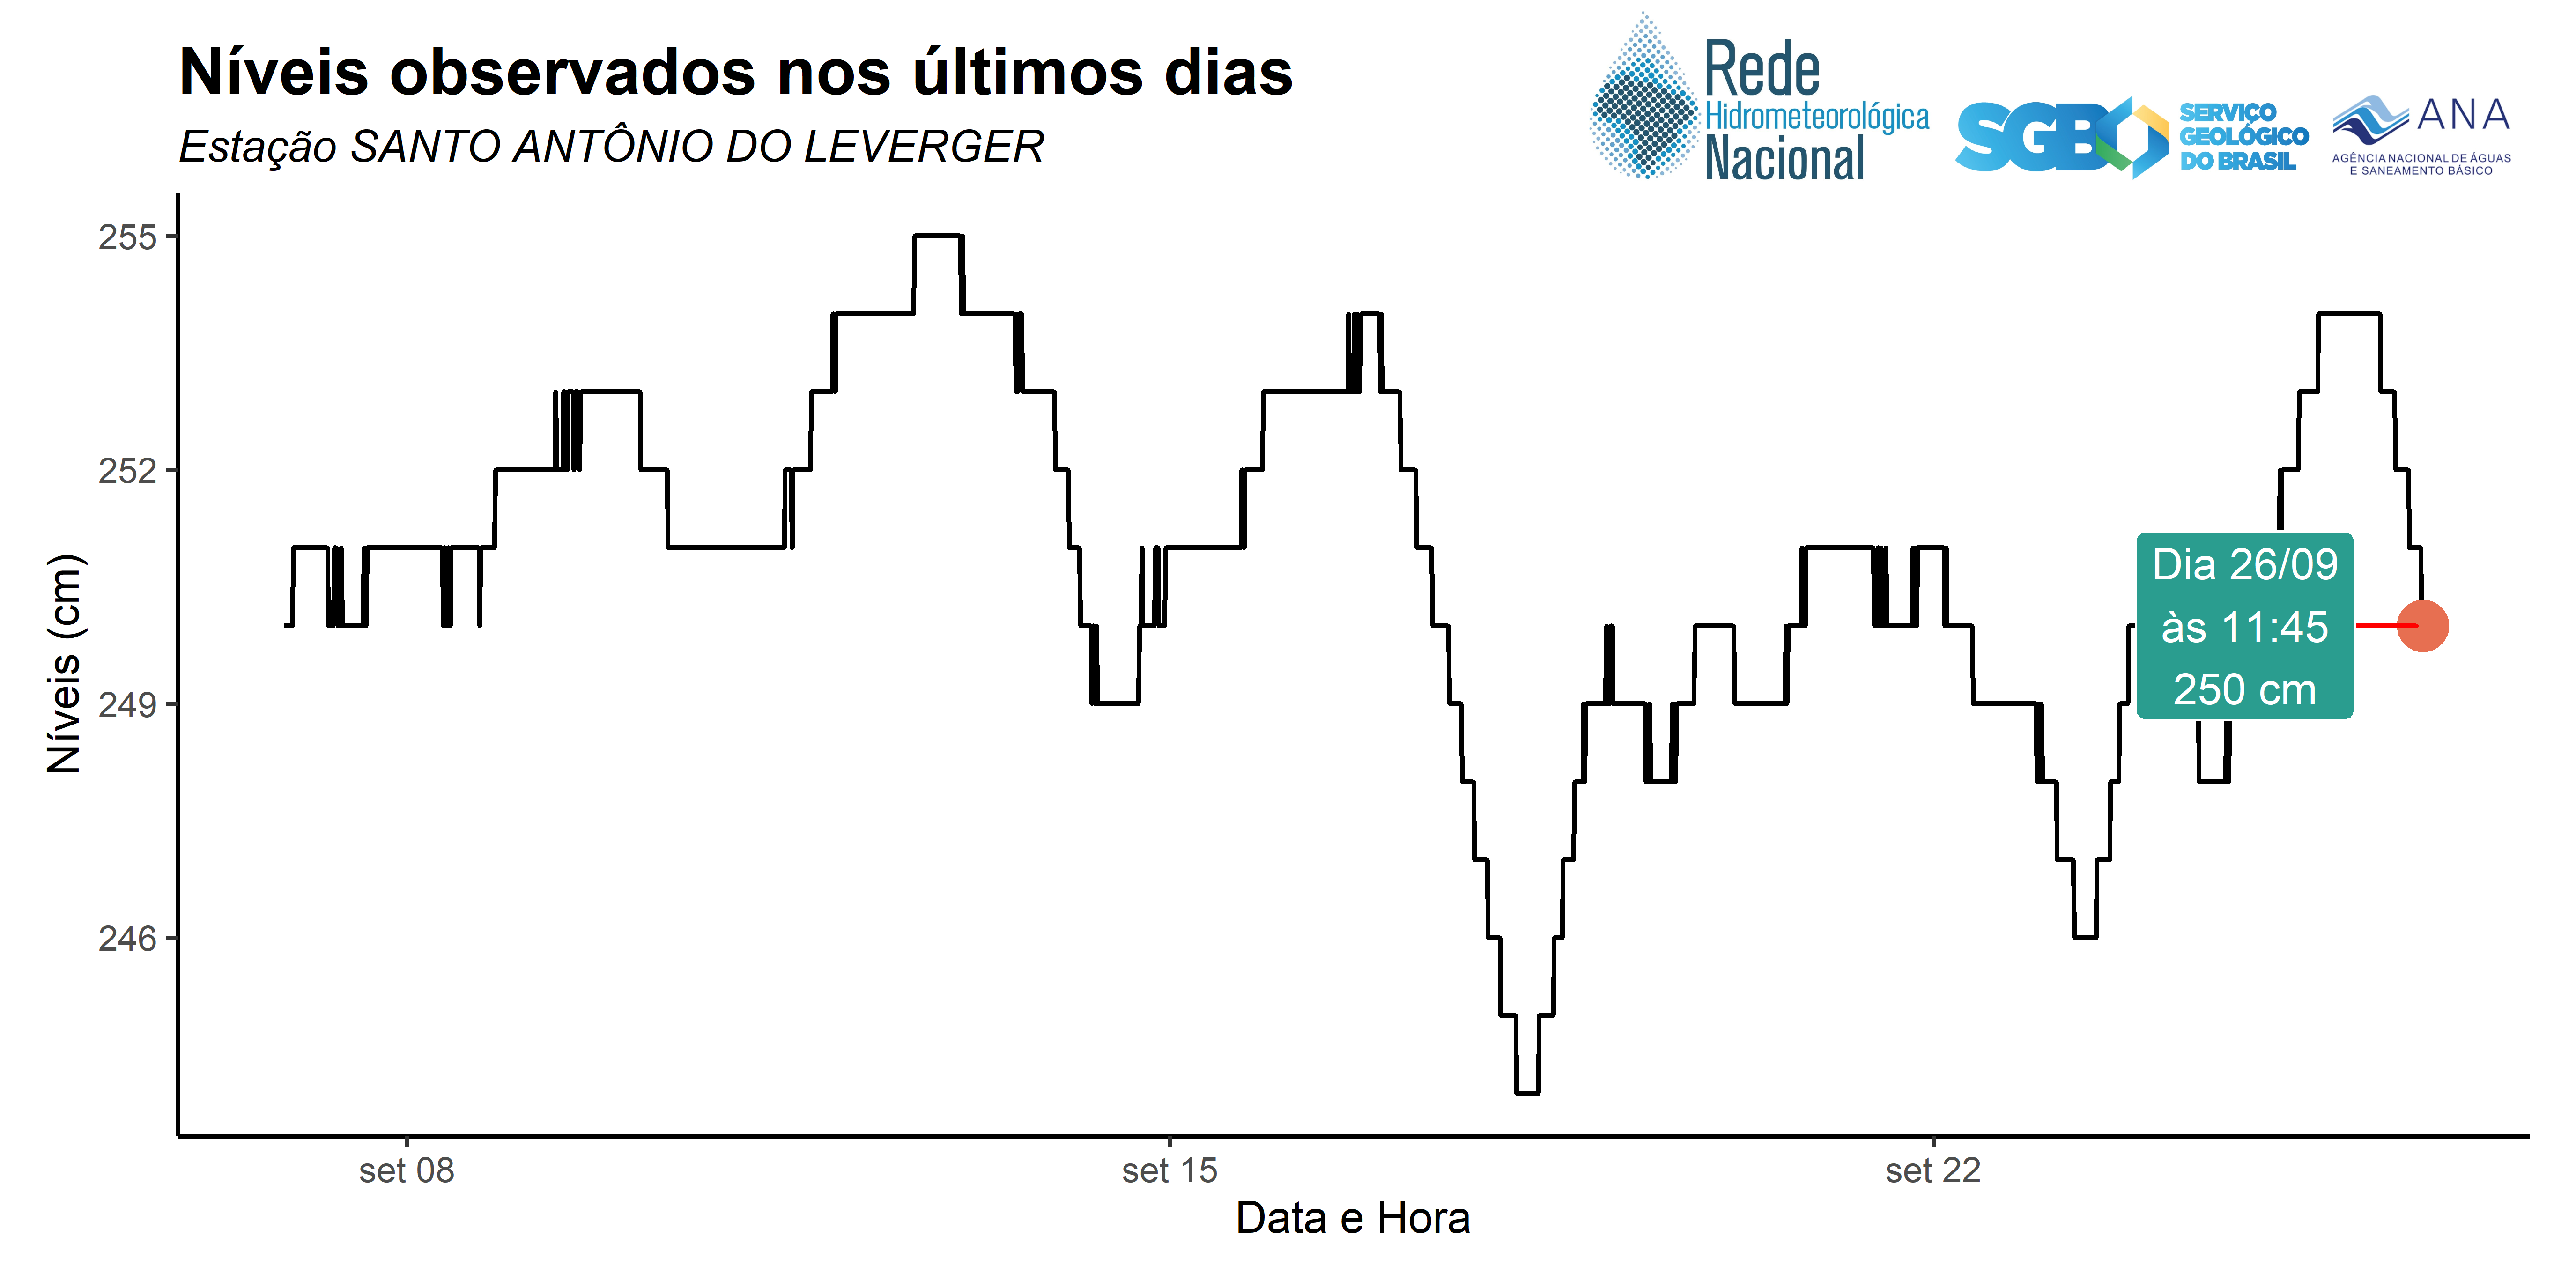 Níveis observados nos últimos dias
Estação SANTO ANTÔNIO DO LEVERGER
Rede
Hidrometeorológica
Nacional
SGB
SERVIÇO
GEOLÓGICO
DO BRASIL
ANA
AGÊNCIA NACIONAL DE ÁGUAS
E SANEAMENTO BÁSICO
Níveis (cm)
255
252
249
246
Dia 26/09
às 11:45
250 cm
set 08
set 15
set 22
Data e Hora